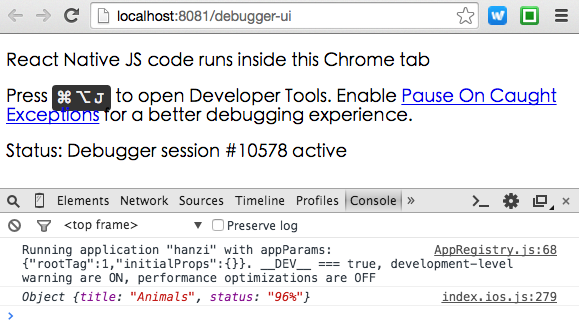 localhost:8081/debugger-ui
React Native JS code runs inside this Chrome tab
Press ⌘⌥J to open Developer Tools. Enable Pause On Caught
Exceptions for a better debugging experience.
Status: Debugger session #10578 active
Elements Network Sources Timeline Profiles Console »
<top frame> Preserve log
Running application "hanzi" with appParams: AppRegistry.js:68
{"rootTag":1,"initialProps":{}}. __DEV__ === true, development-level
warning are ON, performance optimizations are OFF
Object {title: "Animals", status: "96%"} index.ios.js:279